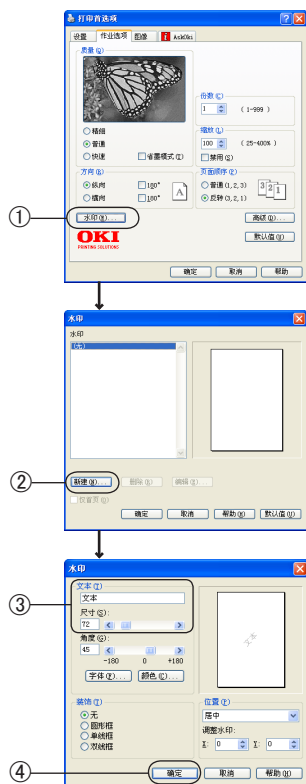 打印首选项
设置 作业选项 图像 AskOki
质量(Q)
精细
普通
快速
省墨模式(T)
份数(C)
1 (1-999)
缩放(L)
100 (25-400%)
禁用(S)
方向(R)
纵向 180°
横向 180°
A
页面顺序(P)
普通(1,2,3)
反转(3,2,1)
3 2 1
① 水印(W)... 高级(D)...
OKI
PRINTING SOLUTIONS
默认值(U)
确定 取消 帮助
水印
水印
(无)
② 新建(N)... 删除(L) 编辑(I)
仅首页(O)
确定 取消 帮助(H) 默认值(U)
水印
③ 文本(T)
文本
尺寸(S):
72
角度(G):
45
-180 0 +180
字体(F)... 颜色(C)...
文本
装饰(T)
无
圆形框
单线框
双线框
位置(P)
居中
调整水印:
X: 0 Y: 0
④ 确定 取消 帮助(H)